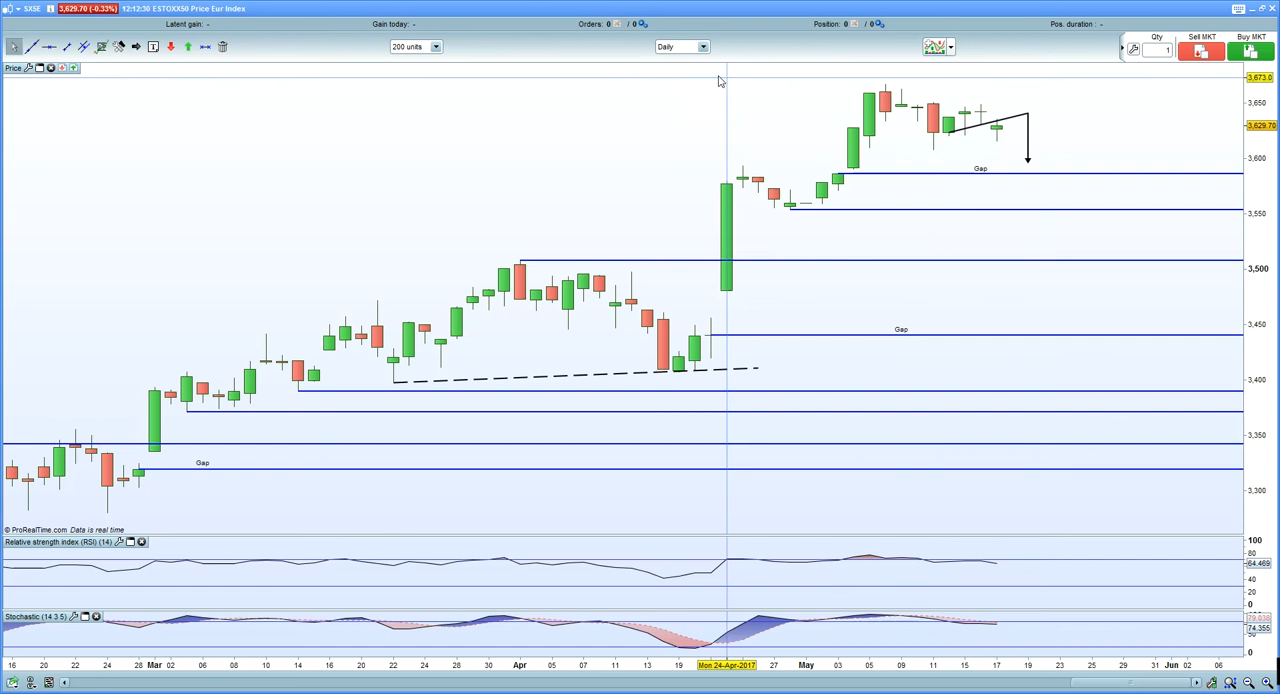 SX5E 3,629.70 (-0.33%) 12:12:30 ESTOXX50 Price Eur Index
Latent gain: - Gain today: - Orders: 0 / 0 Position: 0 / 0 Pos. duration : -
200 units Daily Qty 1 Sell MKT Buy MKT
Price
3,673.0
3,650
3,629.70
3,600
Gap
3,550
3,500
3,450
Gap
3,400
3,350
Gap
3,300
© ProRealTime.com Data is real time
Relative strength index (RSI) (14)
100
80
64.469
40
20
0
Stochastic (14 3 5)
79.038
74.355
0
16 20 22 24 28 Mar 02 06 08 10 14 16 20 22 24 28 30 Apr 05 07 11 13 19 Mon 24-Apr-2017 27 May 03 05 09 11 15 17 19 23 25 29 31 Jun 02 06